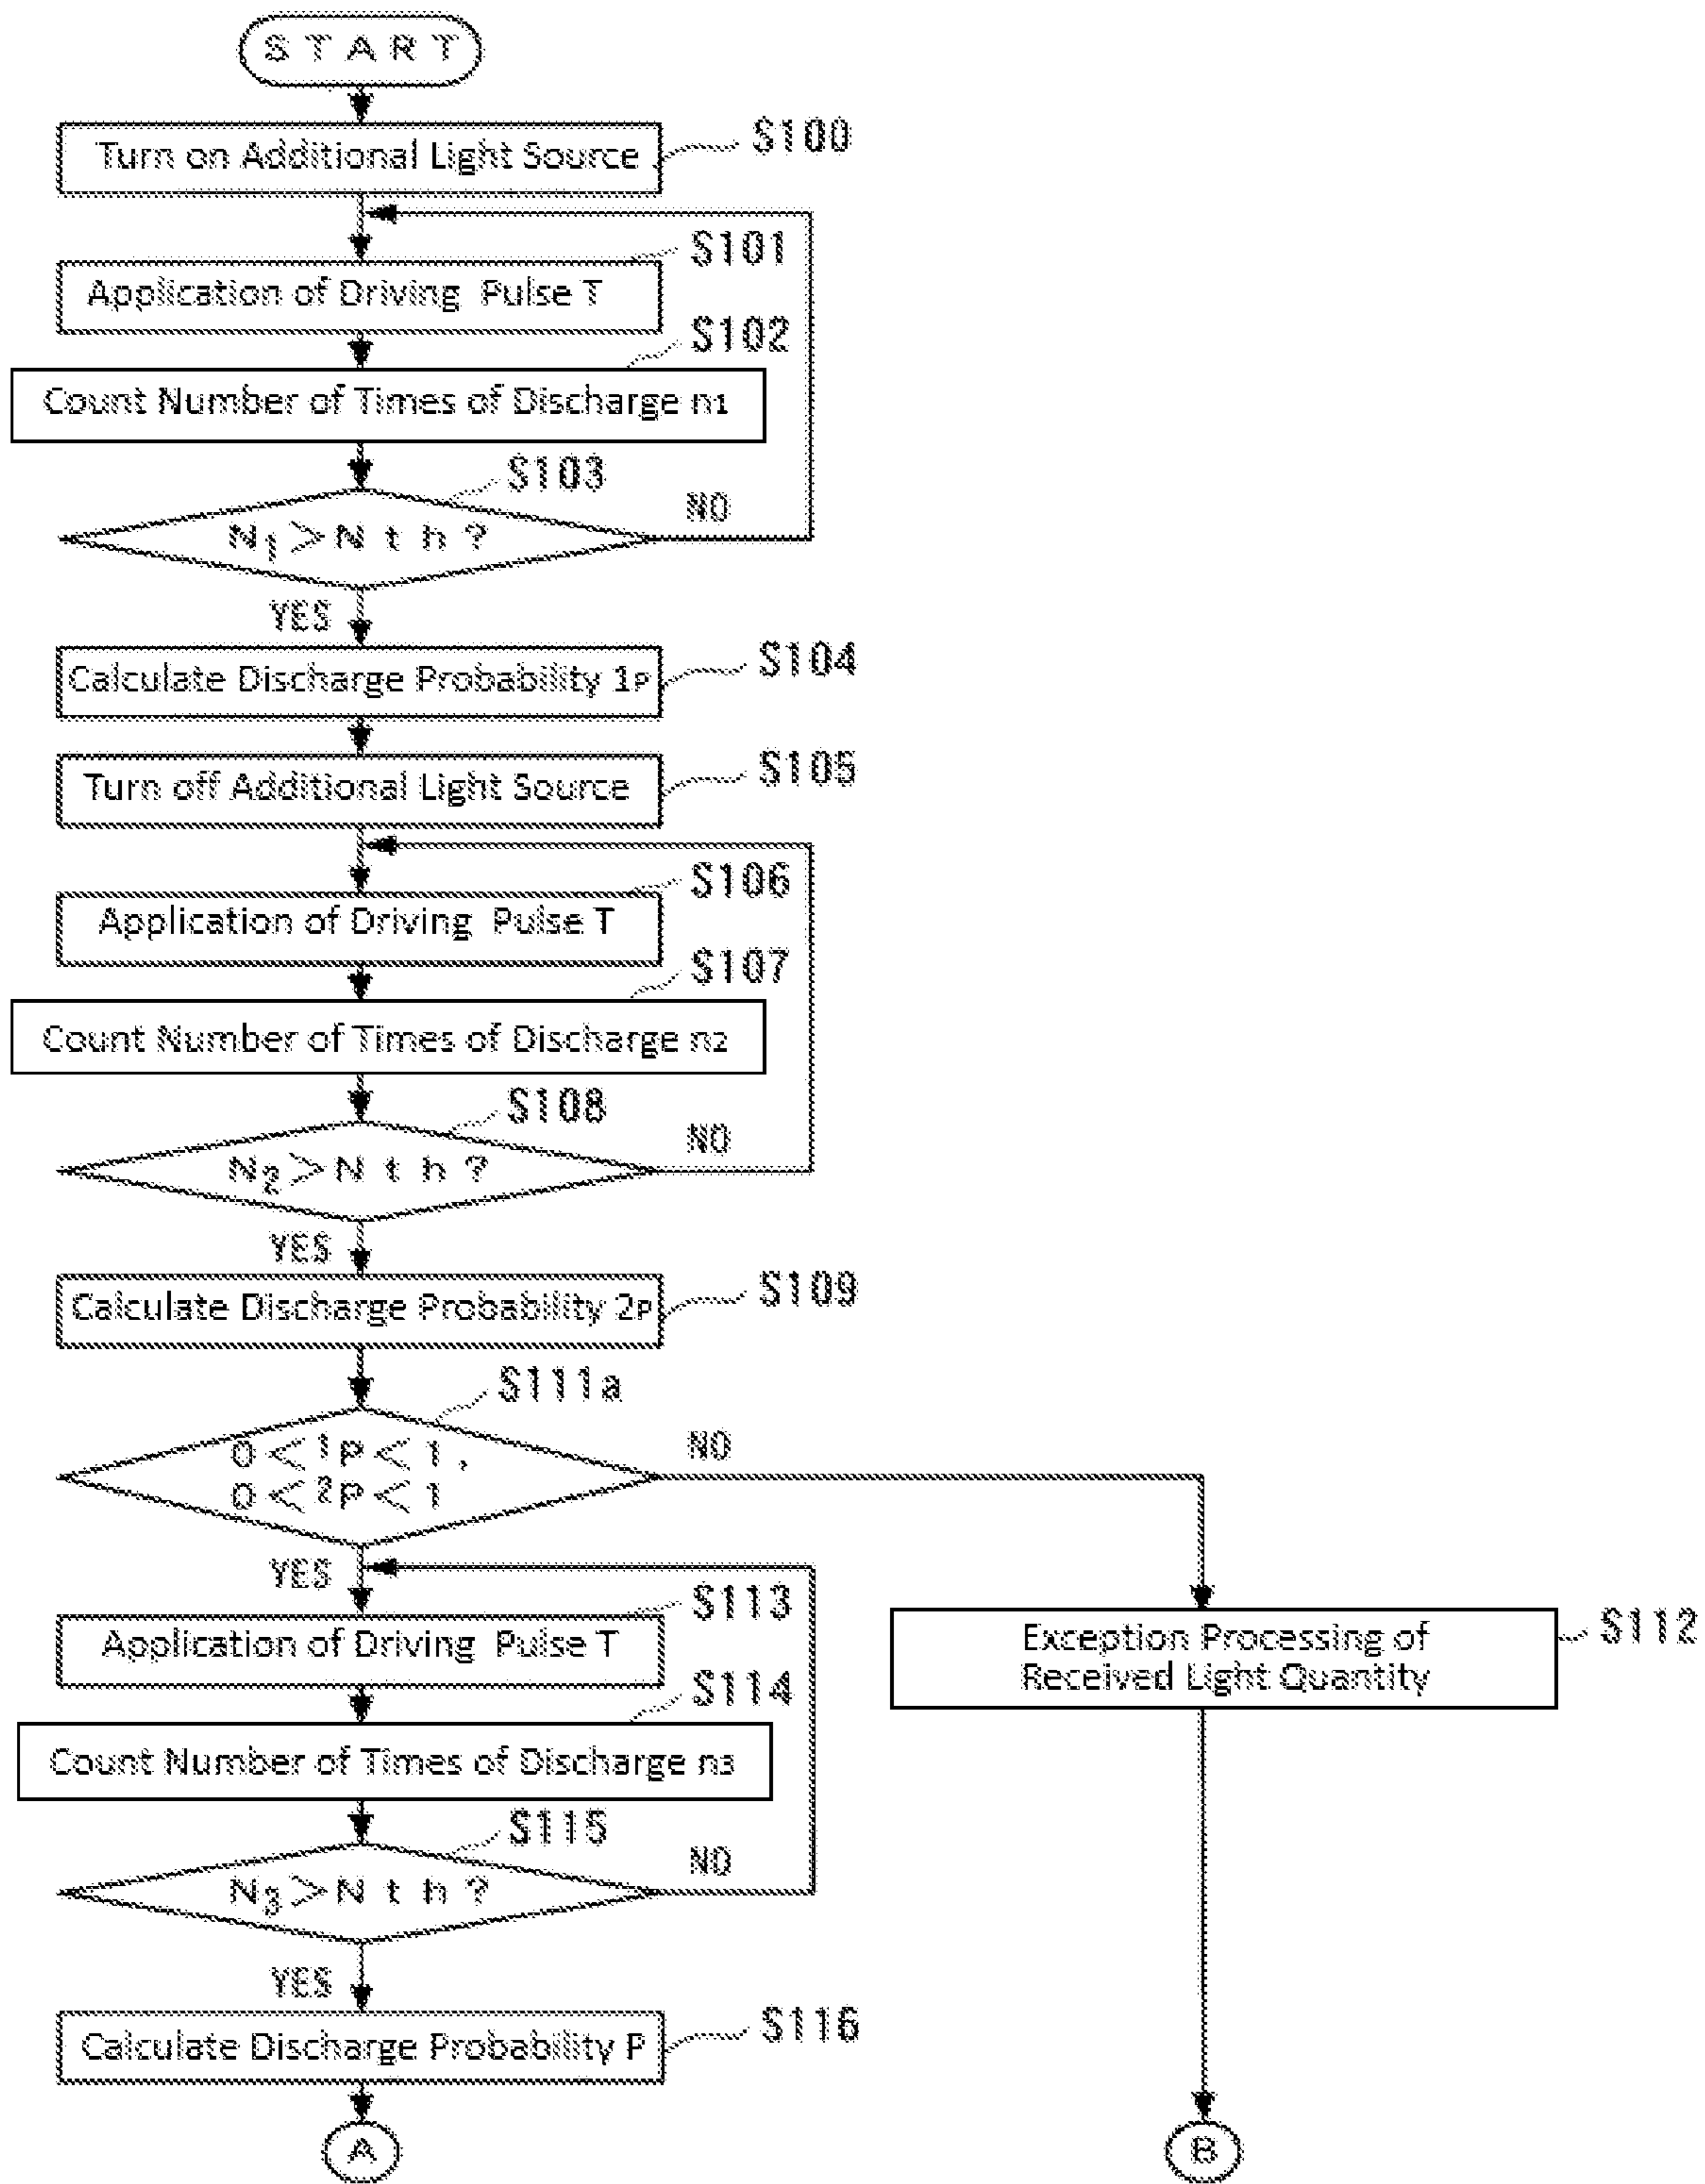 START
Turn on Additional Light Source
S100
S101
Application of Driving Pulse T
S102
Count Number of Times of Discharge n1
S103
N1>Nth?
NO
YES
Calculate Discharge Probability 1P
S104
Turn off Additional Light Source
S105
S106
Application of Driving Pulse T
S107
Count Number of Times of Discharge n2
S108
N2>Nth?
NO
YES
Calculate Discharge Probability 2P
S109
S111a
0<1P<1,
0<2P<1
NO
YES
S113
Application of Driving Pulse T
S114
Count Number of Times of Discharge n3
S115
N3>Nth?
NO
YES
Calculate Discharge Probability P
S116
A
Exception Processing of
Received Light Quantity
S112
B